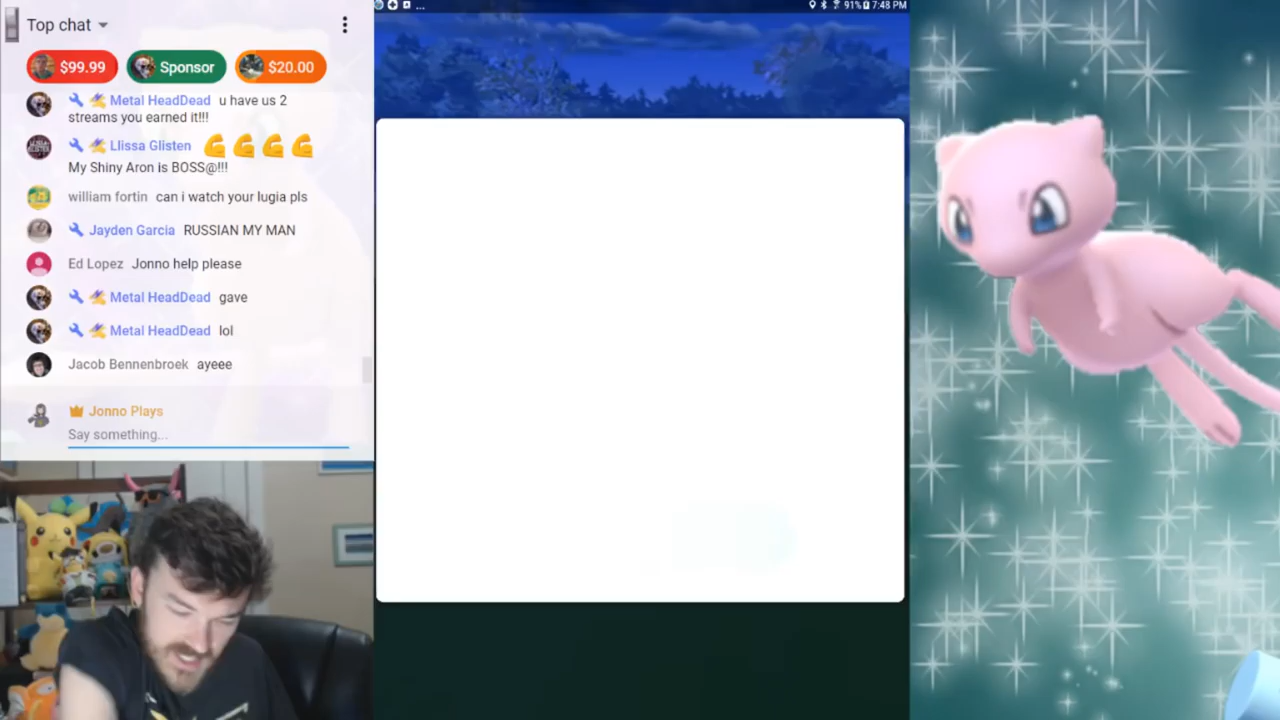 Top chat
$99.99 Sponsor $20.00
Metal HeadDead u have us 2
streams you earned it!!!
Llissa Glisten
My Shiny Aron is BOSS@!!!
william fortin can i watch your lugia pls
Jayden Garcia RUSSIAN MY MAN
Ed Lopez Jonno help please
Metal HeadDead gave
Metal HeadDead lol
Jacob Bennenbroek ayeee
Jonno Plays
Say something...
... 91% 7:48 PM